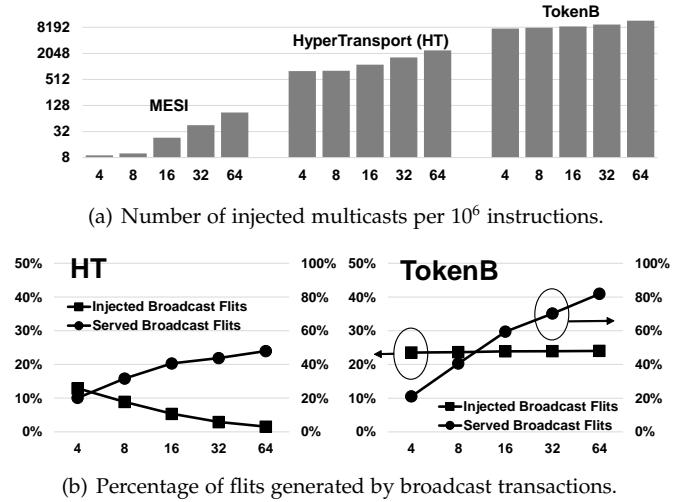 TokenB
8192
HyperTransport (HT)
2048
512
128
MESI
32
8
4 8 16 32 64 4 8 16 32 64 4 8 16 32 64
(a) Number of injected multicasts per 10⁶ instructions.
50% HT 100% 50% TokenB 100%
40% Injected Broadcast Flits 80% 40% 80%
Served Broadcast Flits
30% 60% 30% 60%
20% 40% 20% 40%
10% 20% 10% Injected Broadcast Flits 20%
Served Broadcast Flits
0% 0% 0% 0%
4 8 16 32 64 4 8 16 32 64
(b) Percentage of flits generated by broadcast transactions.